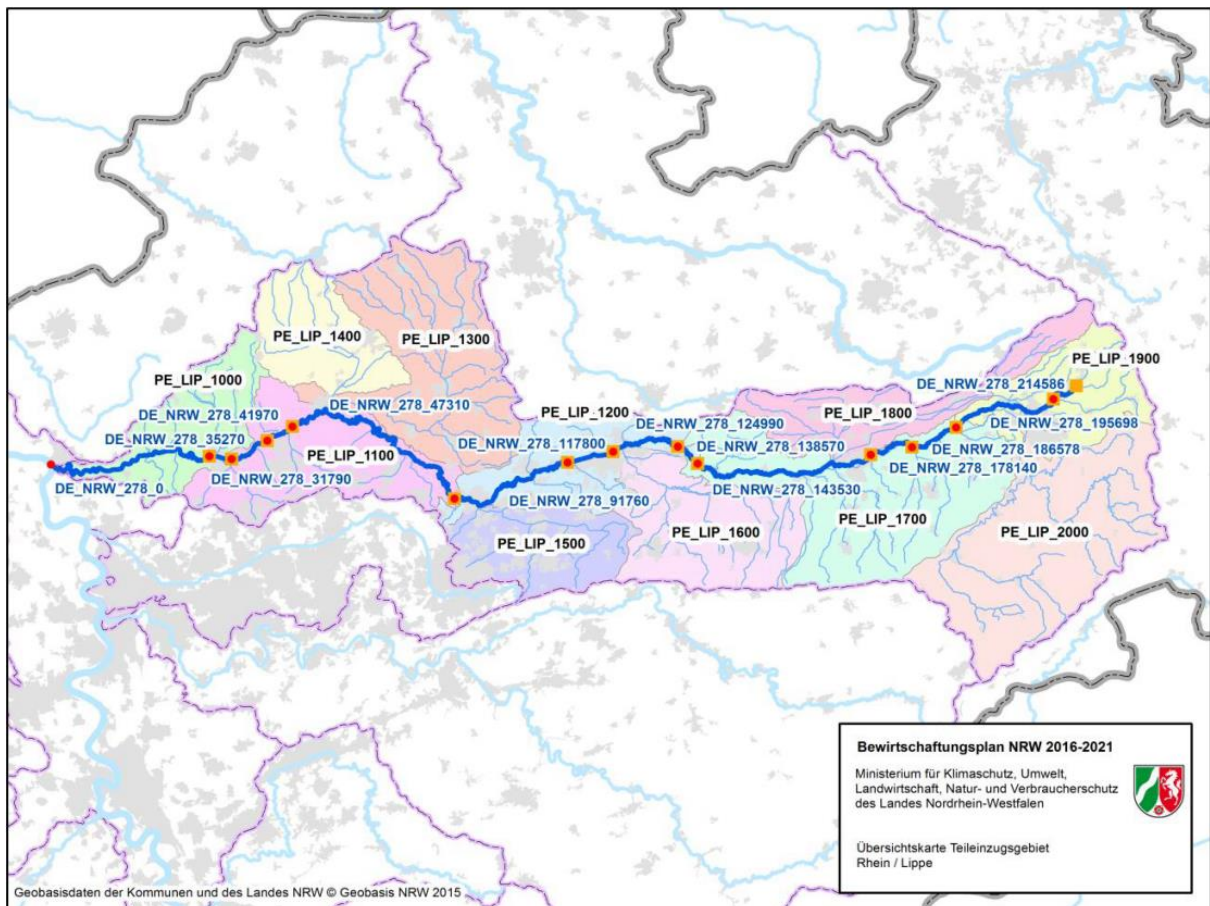 PE_LIP_1400
PE_LIP_1300
PE_LIP_1900
PE_LIP_1000
DE_NRW_278_214586
DE_NRW_278_47310
PE_LIP_1200
PE_LIP_1800
DE_NRW_278_41970
DE_NRW_278_124990
DE_NRW_278_195698
DE_NRW_278_35270
DE_NRW_278_117800
DE_NRW_278_138570
DE_NRW_278_186578
PE_LIP_1100
DE_NRW_278_178140
DE_NRW_278_0
DE_NRW_278_31790
DE_NRW_278_143530
DE_NRW_278_91760
PE_LIP_1700
PE_LIP_1600
PE_LIP_2000
PE_LIP_1500
Bewirtschaftungsplan NRW 2016-2021
Ministerium für Klimaschutz, Umwelt,
Landwirtschaft, Natur- und Verbraucherschutz
des Landes Nordrhein-Westfalen
Übersichtskarte Teileinzugsgebiet
Rhein / Lippe
Geobasisdaten der Kommunen und des Landes NRW © Geobasis NRW 2015